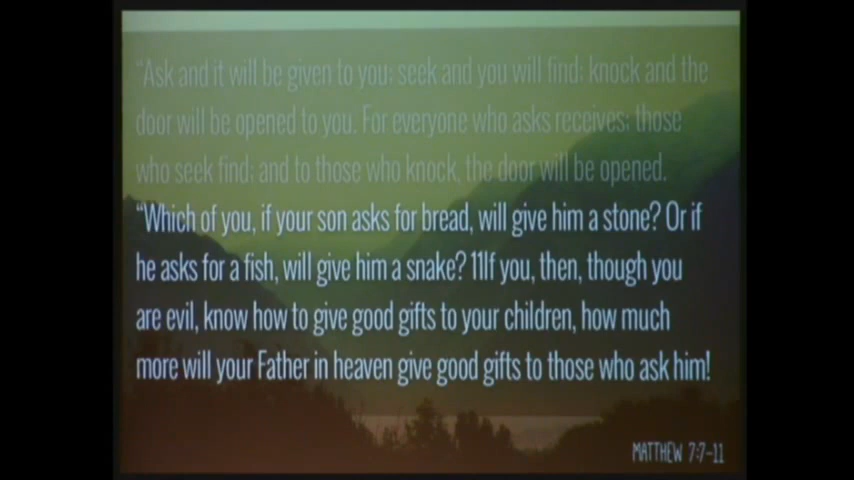 “Ask and it will be given to you; seek and you will find; knock and the
door will be opened to you. For everyone who asks receives; those
who seek find; and to those who knock, the door will be opened.
“Which of you, if your son asks for bread, will give him a stone? Or if
he asks for a fish, will give him a snake? 11If you, then, though you
are evil, know how to give good gifts to your children, how much
more will your Father in heaven give good gifts to those who ask him!
MATTHEW 7:7-11